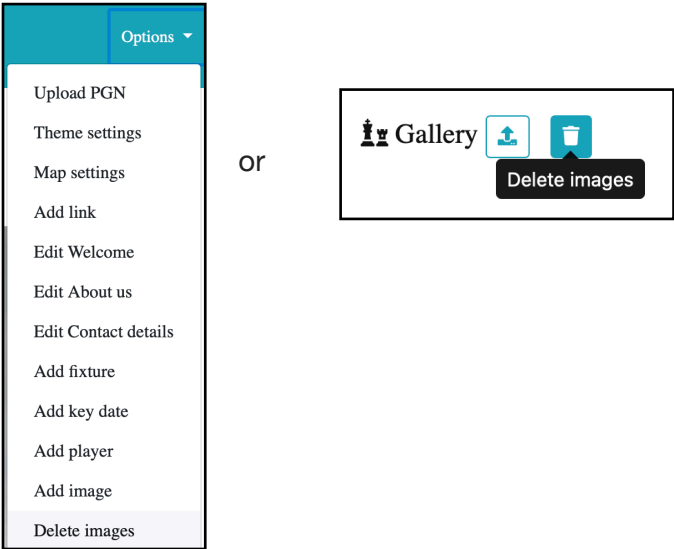 Options
Upload PGN
Theme settings
Map settings
Add link
Edit Welcome
Edit About us
Edit Contact details
Add fixture
Add key date
Add player
Add image
Delete images
or
Gallery
Delete images